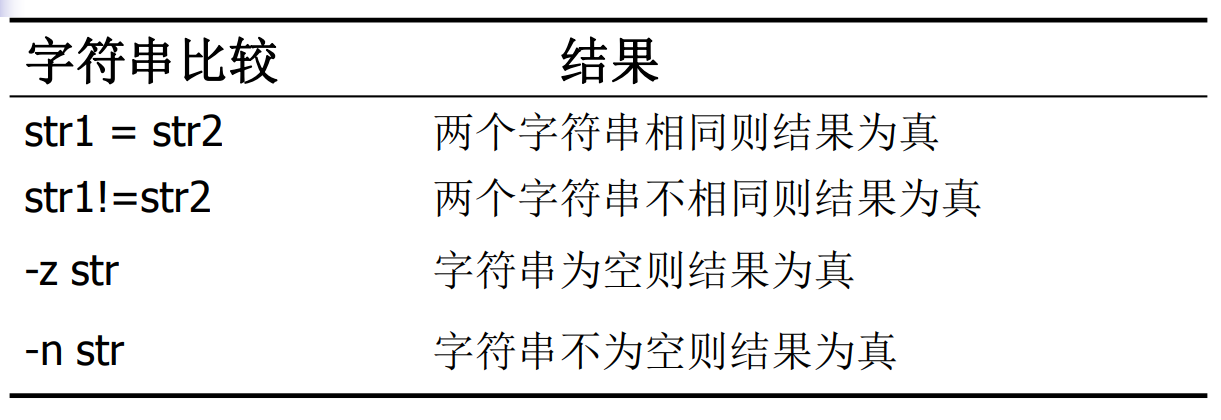 字符串比较 结果
str1 = str2 两个字符串相同则结果为真
str1!=str2 两个字符串不相同则结果为真
-z str 字符串为空则结果为真
-n str 字符串不为空则结果为真